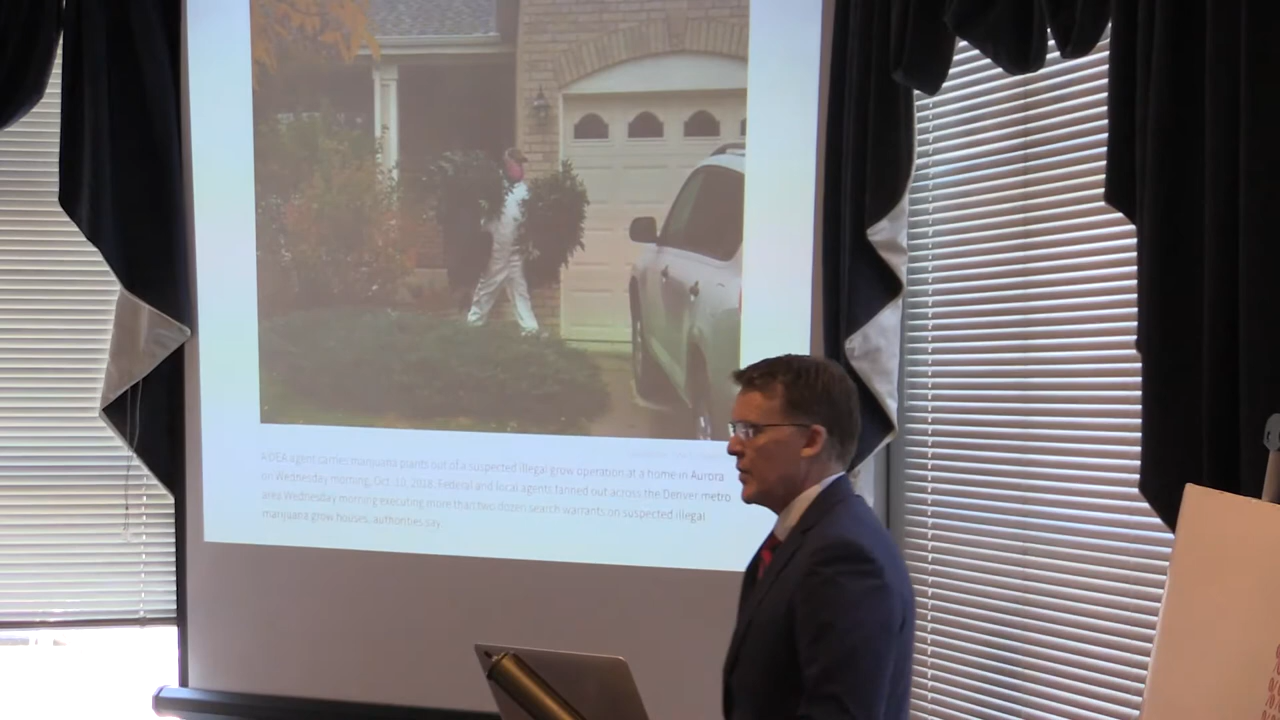 A DEA agent carries marijuana plants out of a suspected illegal grow operation at a home in Aurora
on Wednesday morning, Oct. 10, 2018. Federal and local agents fanned out across the Denver metro
area Wednesday morning executing more than two dozen search warrants on suspected illegal
marijuana grow houses, authorities say.